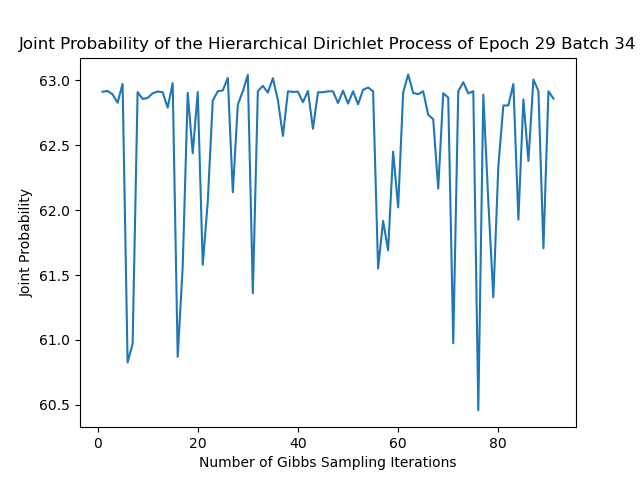 Joint Probability of the Hierarchical Dirichlet Process of Epoch 29 Batch 34
63.0
62.5
62.0
61.5
61.0
60.5
Joint Probability
0 20 40 60 80
Number of Gibbs Sampling Iterations